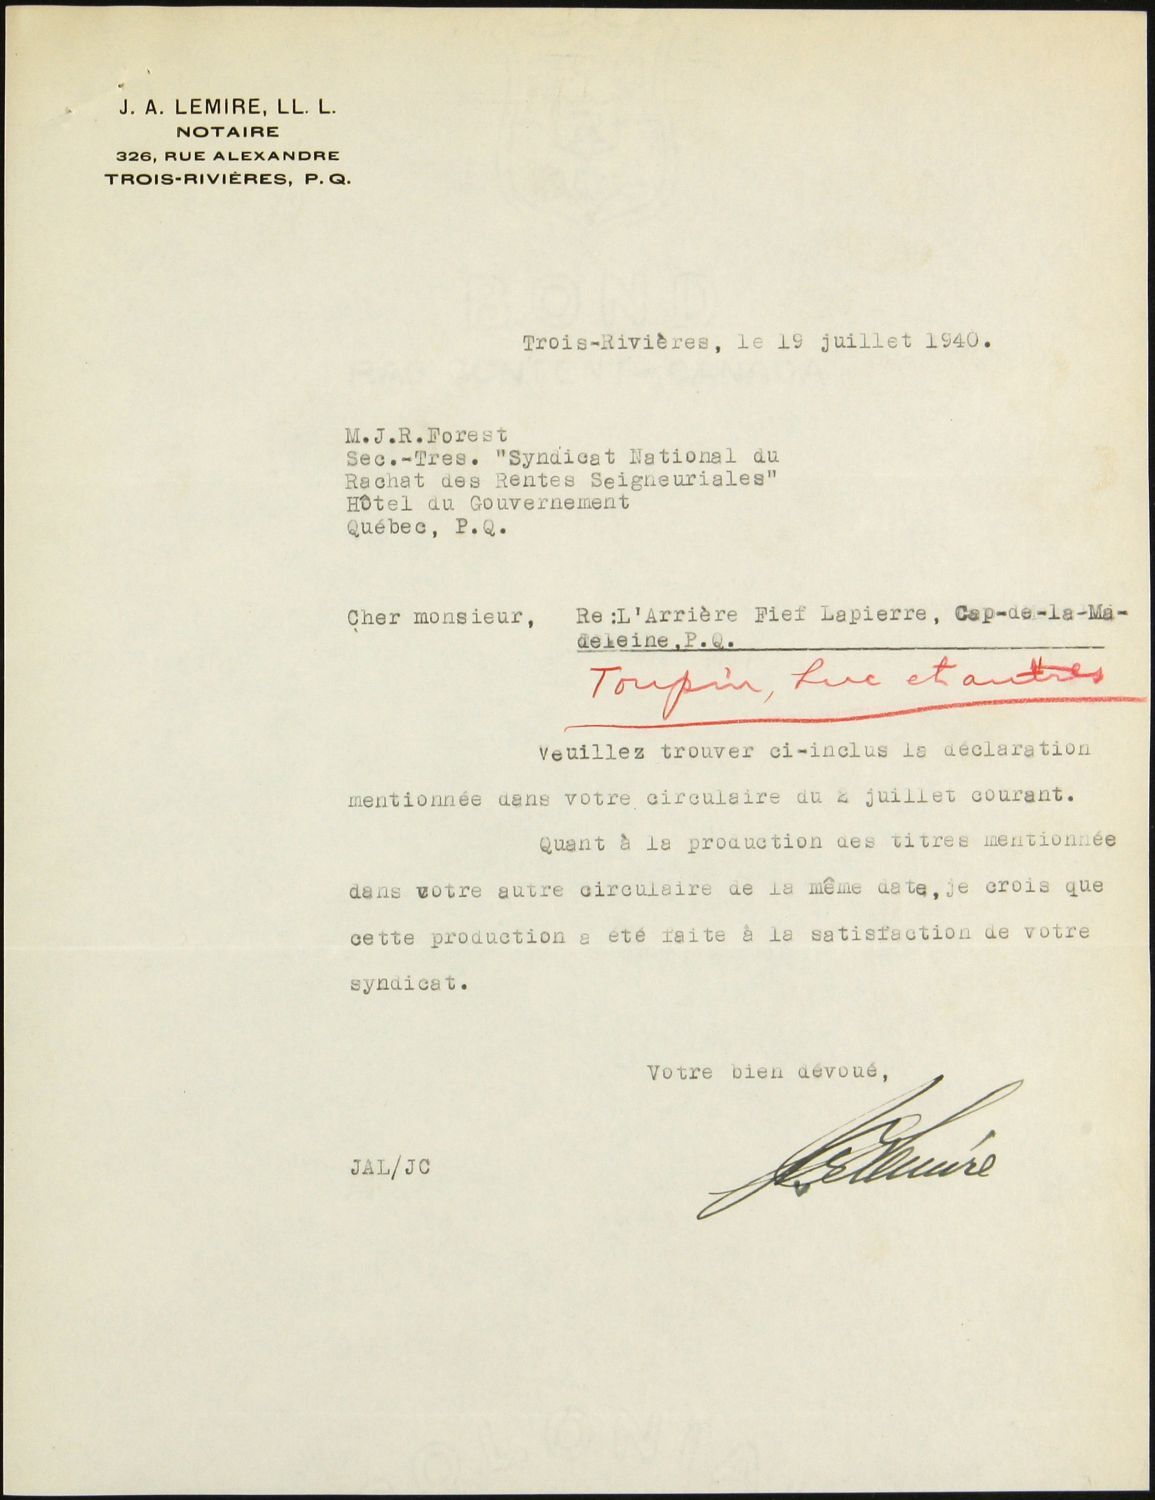 J. A. LEMIRE, LL. L.
NOTAIRE
326, RUE ALEXANDRE
TROIS-RIVIÈRES, P. Q.
Trois-Rivières, le 19 juillet 1940.
M.J.R.Forest
Sec.-Tres. "Syndicat National du
Rachat des Rentes Seigneuriales"
Hôtel du Gouvernement
Québec, P.Q.
Cher monsieur, Re:L'Arrière Fief Lapierre, Cap-de-la-Ma-
deleine,P.Q.
Toupin, Luc et autres
Veuillez trouver ci-inclus la déclaration
mentionnée dans votre circulaire du 2 juillet courant.
Quant à la production des titres mentionnée
dans votre autre circulaire de la même date,je crois que
cette production a été faite à la satisfaction de votre
syndicat.
Votre bien dévoué,
JALemire
JAL/JC
BOND